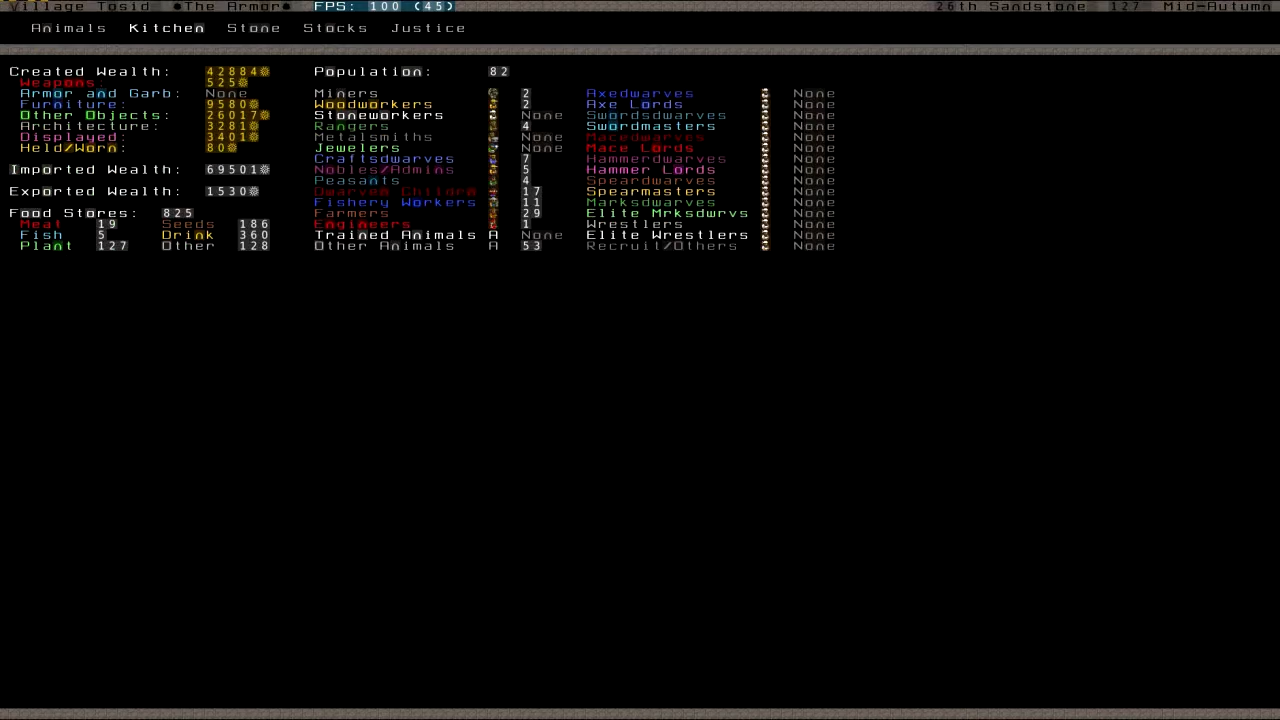 Village Tosid "The Armor" FPS: 100 (45) 26th Sandstone 127 Mid-Autumn
Animals Kitchen Stone Stocks Justice
Created Wealth: 42884☼ Population: 82
Weapons: 525☼
Armor and Garb: None Miners 2 Axedwarves None
Furniture: 9580☼ Woodworkers 2 Axe Lords None
Other Objects: 26017☼ Stoneworkers None Swordsdwarves None
Architecture: 3281☼ Rangers 4 Swordmasters None
Displayed: 3401☼ Metalsmiths None Macedwarves None
Held/Worn: 80☼ Jewelers None Mace Lords None
Craftsdwarves 7 Hammerdwarves None
Imported Wealth: 69501☼ Nobles/Admins 5 Hammer Lords None
Peasants 4 Speardwarves None
Exported Wealth: 1530☼ Dwarven Childre 17 Spearmasters None
Fishery Workers 11 Marksdwarves None
Food Stores: 825 Farmers 29 Elite Mrksdwrvs None
Meat 19 Seeds 186 Engineers 1 Wrestlers None
Fish 5 Drink 360 Trained Animals A None Elite Wrestlers None
Plant 127 Other 128 Other Animals A 53 Recruit/Others None